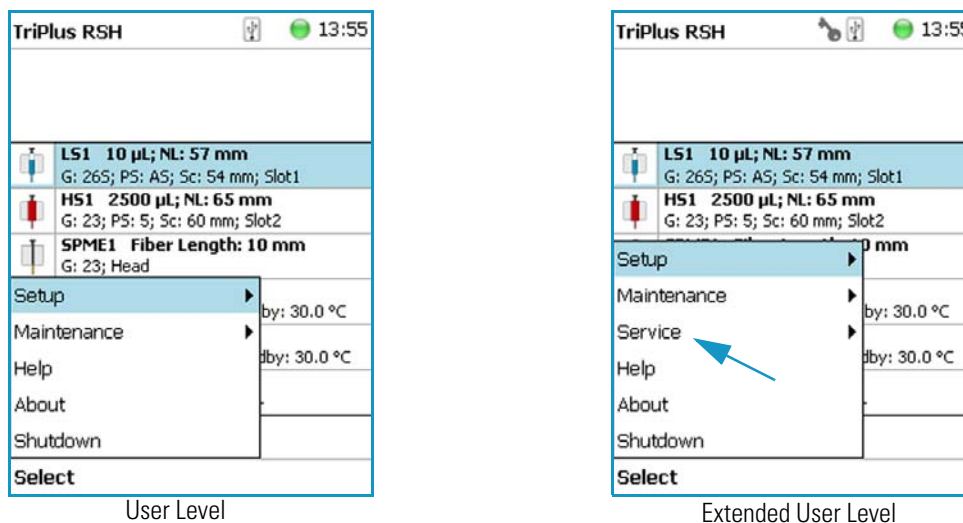 TriPlus RSH 13:55
LS1 10 µL; NL: 57 mm
G: 26S; PS: AS; Sc: 54 mm; Slot1
HS1 2500 µL; NL: 65 mm
G: 23; PS: 5; Sc: 60 mm; Slot2
SPME1 Fiber Length: 10 mm
G: 23; Head
Setup
by: 30.0 °C
Maintenance
dby: 30.0 °C
Help
About
Shutdown
Select
User Level
TriPlus RSH 13:55
LS1 10 µL; NL: 57 mm
G: 26S; PS: AS; Sc: 54 mm; Slot1
HS1 2500 µL; NL: 65 mm
G: 23; PS: 5; Sc: 60 mm; Slot2
0 mm
Setup
Maintenance
by: 30.0 °C
Service
dby: 30.0 °C
Help
About
Shutdown
Select
Extended User Level